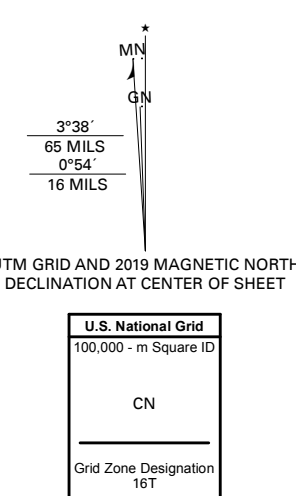 ★
MN
GN
3°38´
65 MILS
0°54´
16 MILS
UTM GRID AND 2019 MAGNETIC NORTH
DECLINATION AT CENTER OF SHEET
U.S. National Grid
100,000 - m Square ID
CN
Grid Zone Designation
16T